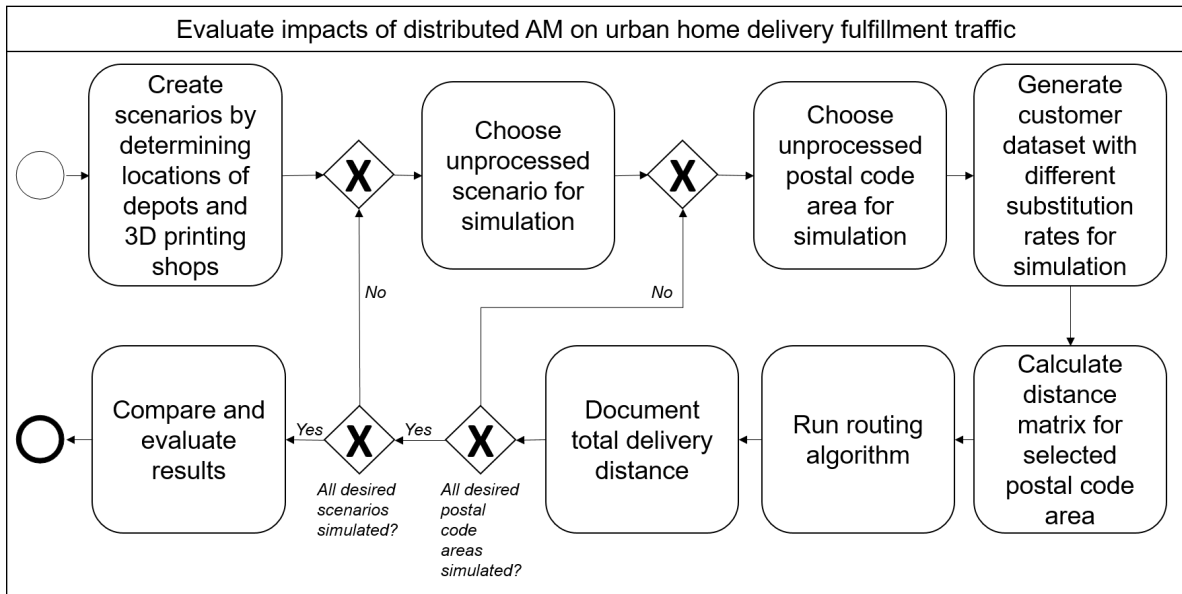 Evaluate impacts of distributed AM on urban home delivery fulfillment traffic
Create
scenarios by
determining
locations of
depots and
3D printing
shops
X
Choose
unprocessed
scenario for
simulation
X
Choose
unprocessed
postal code
area for
simulation
Generate
customer
dataset with
different
substitution
rates for
simulation
No
No
Compare and
evaluate
results
Yes
X
All desired
scenarios
simulated?
Yes
X
All desired
postal
code
areas
simulated?
Document
total delivery
distance
Run routing
algorithm
Calculate
distance
matrix for
selected
postal code
area